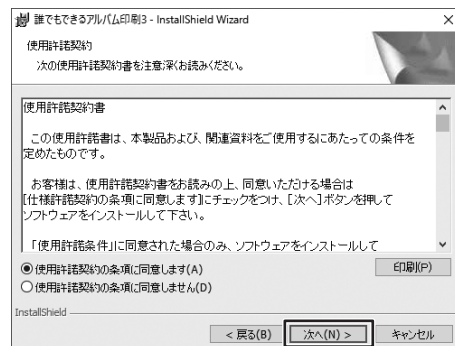 誰でもできるアルバム印刷3 - InstallShield Wizard
使用許諾契約
次の使用許諾契約書を注意深くお読みください。
使用許諾契約書
この使用許諾書は、本製品および、関連資料をご使用するにあたっての条件を
定めたものです。
お客様は、使用許諾契約書をお読みの上、同意いただける場合は
[仕様許諾契約の条項に同意します]にチェックをつけ、[次へ]ボタンを押して
ソフトウェアをインストールして下さい。
「使用許諾条件」に同意された場合のみ、ソフトウェアをインストールして
使用許諾契約の条項に同意します(A)
印刷(P)
使用許諾契約の条項に同意しません(D)
InstallShield
< 戻る(B)
次へ(N) >
キャンセル